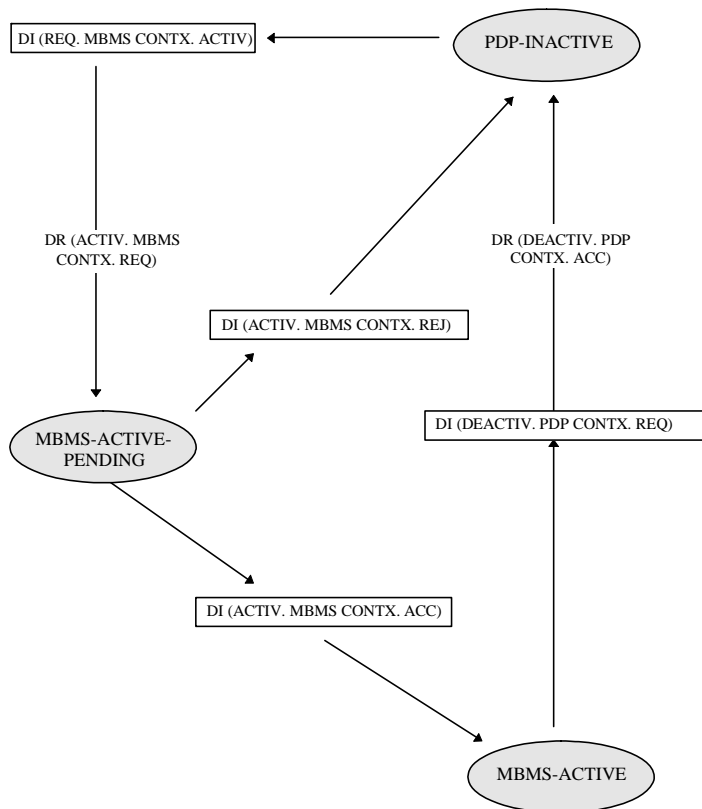 DI (REQ. MBMS CONTX. ACTIV)
PDP-INACTIVE
DR (ACTIV. MBMS
CONTX. REQ)
DR (DEACTIV. PDP
CONTX. ACC)
DI (ACTIV. MBMS CONTX. REJ)
MBMS-ACTIVE-
PENDING
DI (DEACTIV. PDP CONTX. REQ)
DI (ACTIV. MBMS CONTX. ACC)
MBMS-ACTIVE